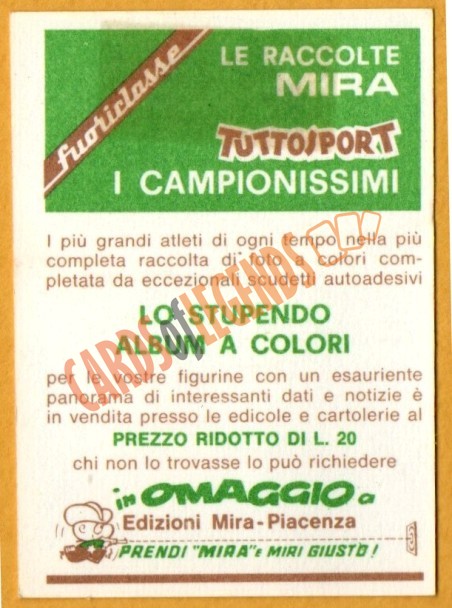 fuoriclasse
LE RACCOLTE
MIRA
TUTTOSPORT
I CAMPIONISSIMI
I più grandi atleti di ogni tempo nella più
completa raccolta di foto a colori com-
pletata da eccezionali scudetti autoadesivi
LO STUPENDO
ALBUM A COLORI
per le vostre figurine con un esauriente
panorama di interessanti dati e notizie è
in vendita presso le edicole e cartolerie al
PREZZO RIDOTTO DI L. 20
chi non lo trovasse lo può richiedere
in OMAGGIO a
Edizioni Mira-Piacenza
PRENDI "MIRA" E MIRI GIUSTO!
CARDS of LEGENDS